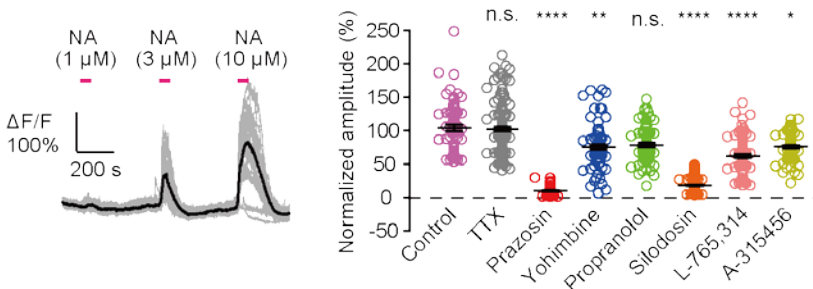 NA NA NA
(1 µM) (3 µM) (10 µM)
ΔF/F
100%
200 s
Normalized amplitude (%)
250
200
150
100
50
0
-50
n.s. **** ** n.s. **** **** *
Control
TTX
Prazosin
Yohimbine
Propranolol
Silodosin
L-765,314
A-315456